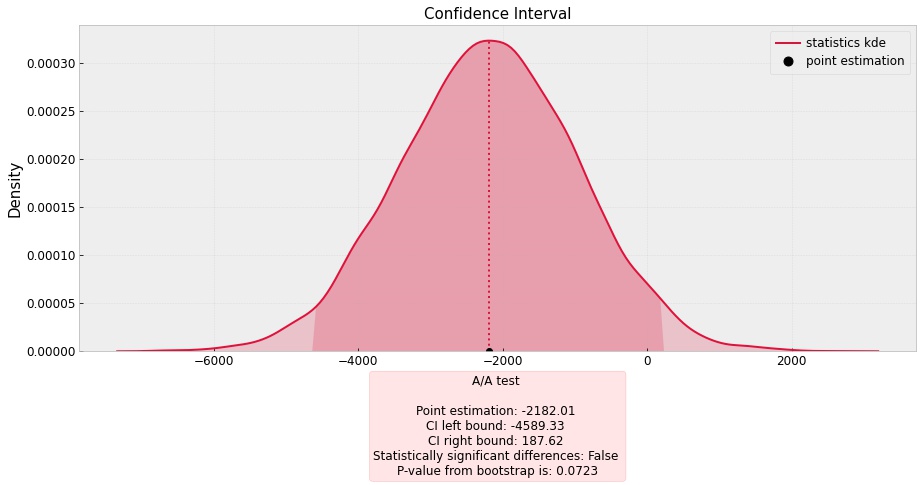 Confidence Interval
statistics kde
point estimation
Density
0.00030
0.00025
0.00020
0.00015
0.00010
0.00005
0.00000
−6000 −4000 −2000 0 2000
A/A test
Point estimation: -2182.01
CI left bound: -4589.33
CI right bound: 187.62
Statistically significant differences: False
P-value from bootstrap is: 0.0723